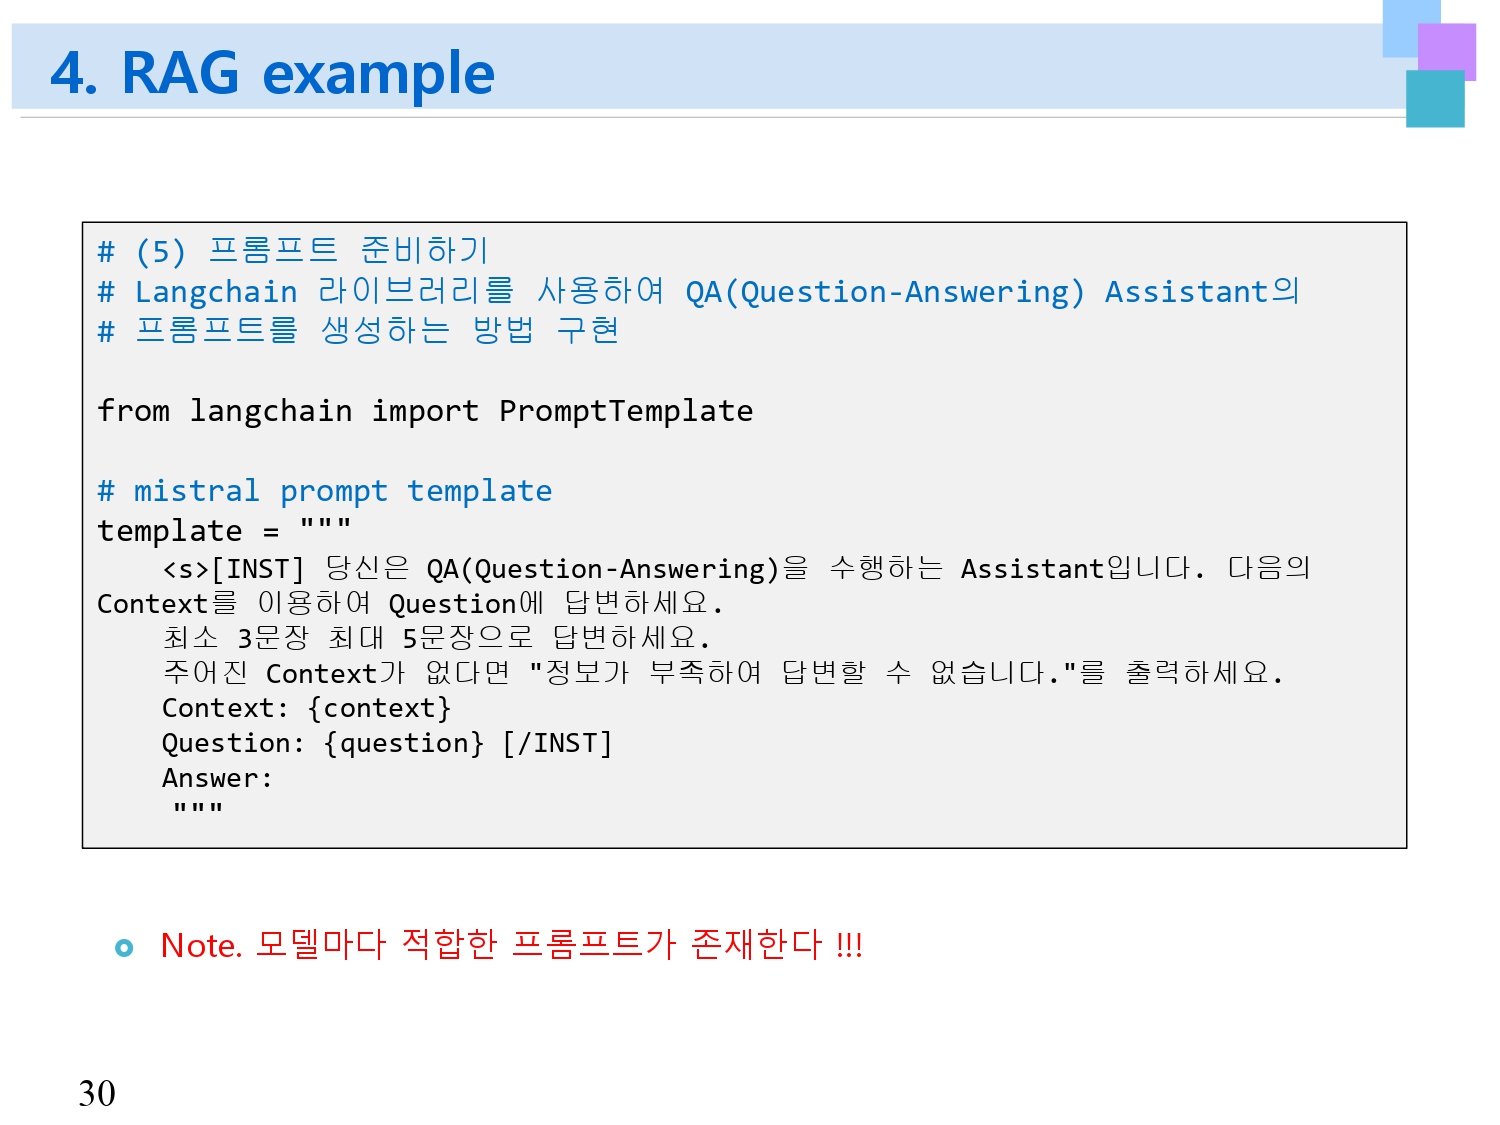 4. RAG example
# (5) 프롬프트 준비하기
# Langchain 라이브러리를 사용하여 QA(Question-Answering) Assistant의
# 프롬프트를 생성하는 방법 구현
from langchain import PromptTemplate
# mistral prompt template
template = """
<s>[INST] 당신은 QA(Question-Answering)을 수행하는 Assistant입니다. 다음의
Context를 이용하여 Question에 답변하세요.
최소 3문장 최대 5문장으로 답변하세요.
주어진 Context가 없다면 "정보가 부족하여 답변할 수 없습니다."를 출력하세요.
Context: {context}
Question: {question} [/INST]
Answer:
"""
Note. 모델마다 적합한 프롬프트가 존재한다 !!!
30